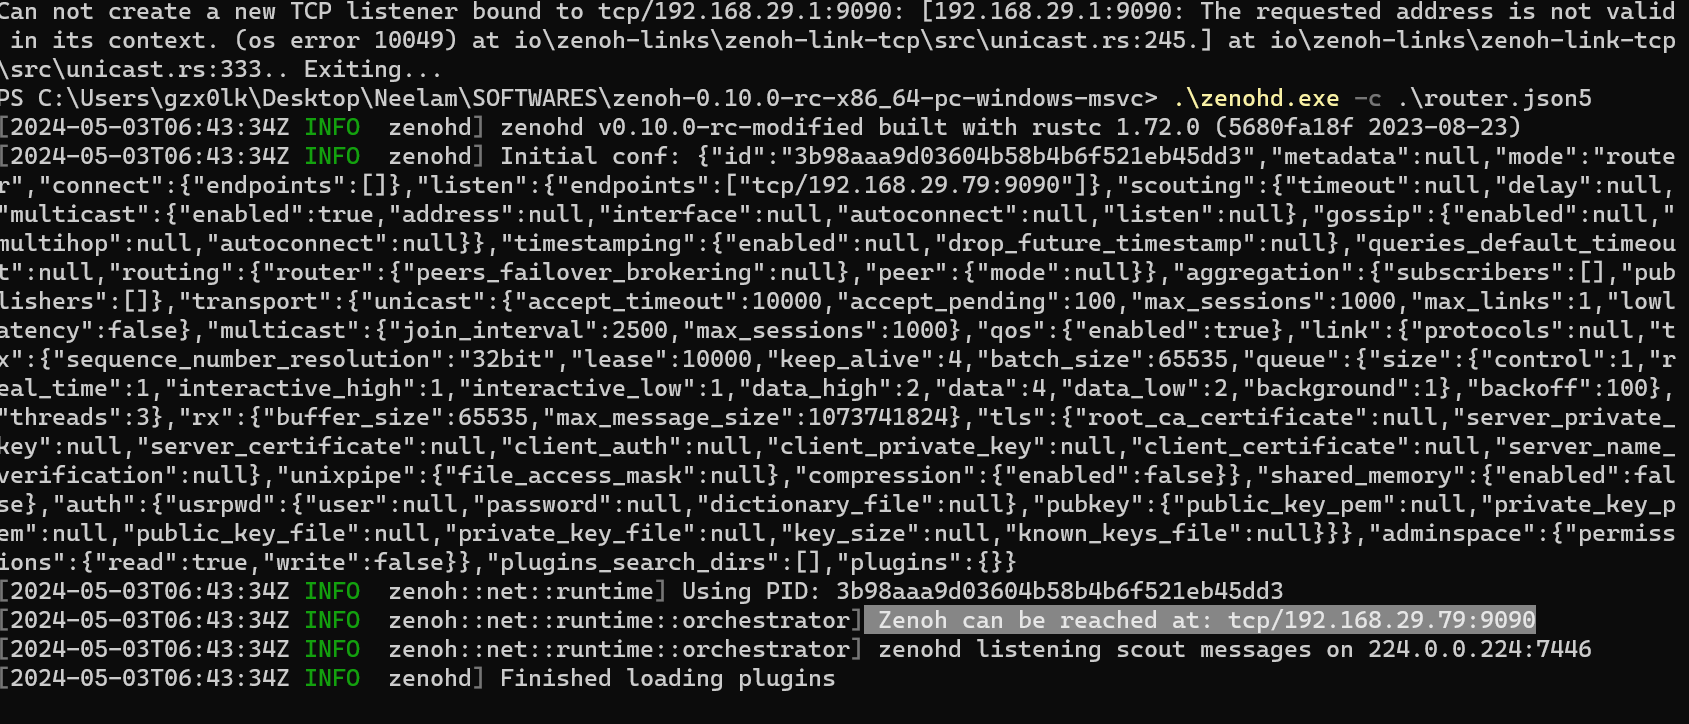 Can not create a new TCP listener bound to tcp/192.168.29.1:9090: [192.168.29.1:9090: The requested address is not valid
 in its context. (os error 10049) at io\zenoh-links\zenoh-link-tcp\src\unicast.rs:245.] at io\zenoh-links\zenoh-link-tcp
\src\unicast.rs:333.. Exiting...
PS C:\Users\gzx0lk\Desktop\Neelam\SOFTWARES\zenoh-0.10.0-rc-x86_64-pc-windows-msvc> .\zenohd.exe -c .\router.json5
[2024-05-03T06:43:34Z INFO  zenohd] zenohd v0.10.0-rc-modified built with rustc 1.72.0 (5680fa18f 2023-08-23)
[2024-05-03T06:43:34Z INFO  zenohd] Initial conf: {"id":"3b98aaa9d03604b58b4b6f521eb45dd3","metadata":null,"mode":"route
r","connect":{"endpoints":[]},"listen":{"endpoints":["tcp/192.168.29.79:9090"]},"scouting":{"timeout":null,"delay":null,
"multicast":{"enabled":true,"address":null,"interface":null,"autoconnect":null,"listen":null},"gossip":{"enabled":null,"
multihop":null,"autoconnect":null}},"timestamping":{"enabled":null,"drop_future_timestamp":null},"queries_default_timeou
t":null,"routing":{"router":{"peers_failover_brokering":null},"peer":{"mode":null}},"aggregation":{"subscribers":[],"pub
lishers":[]},"transport":{"unicast":{"accept_timeout":10000,"accept_pending":100,"max_sessions":1000,"max_links":1,"lowl
atency":false},"multicast":{"join_interval":2500,"max_sessions":1000},"qos":{"enabled":true},"link":{"protocols":null,"t
x":{"sequence_number_resolution":"32bit","lease":10000,"keep_alive":4,"batch_size":65535,"queue":{"size":{"control":1,"r
eal_time":1,"interactive_high":1,"interactive_low":1,"data_high":2,"data":4,"data_low":2,"background":1},"backoff":100},
"threads":3},"rx":{"buffer_size":65535,"max_message_size":1073741824},"tls":{"root_ca_certificate":null,"server_private_
key":null,"server_certificate":null,"client_auth":null,"client_private_key":null,"client_certificate":null,"server_name_
verification":null},"unixpipe":{"file_access_mask":null},"compression":{"enabled":false}},"shared_memory":{"enabled":fal
se},"auth":{"usrpwd":{"user":null,"password":null,"dictionary_file":null},"pubkey":{"public_key_pem":null,"private_key_p
em":null,"public_key_file":null,"private_key_file":null,"key_size":null,"known_keys_file":null}}},"adminspace":{"permiss
ions":{"read":true,"write":false}},"plugins_search_dirs":[],"plugins":{}}
[2024-05-03T06:43:34Z INFO  zenoh::net::runtime] Using PID: 3b98aaa9d03604b58b4b6f521eb45dd3
[2024-05-03T06:43:34Z INFO  zenoh::net::runtime::orchestrator] Zenoh can be reached at: tcp/192.168.29.79:9090
[2024-05-03T06:43:34Z INFO  zenoh::net::runtime::orchestrator] zenohd listening scout messages on 224.0.0.224:7446
[2024-05-03T06:43:34Z INFO  zenohd] Finished loading plugins